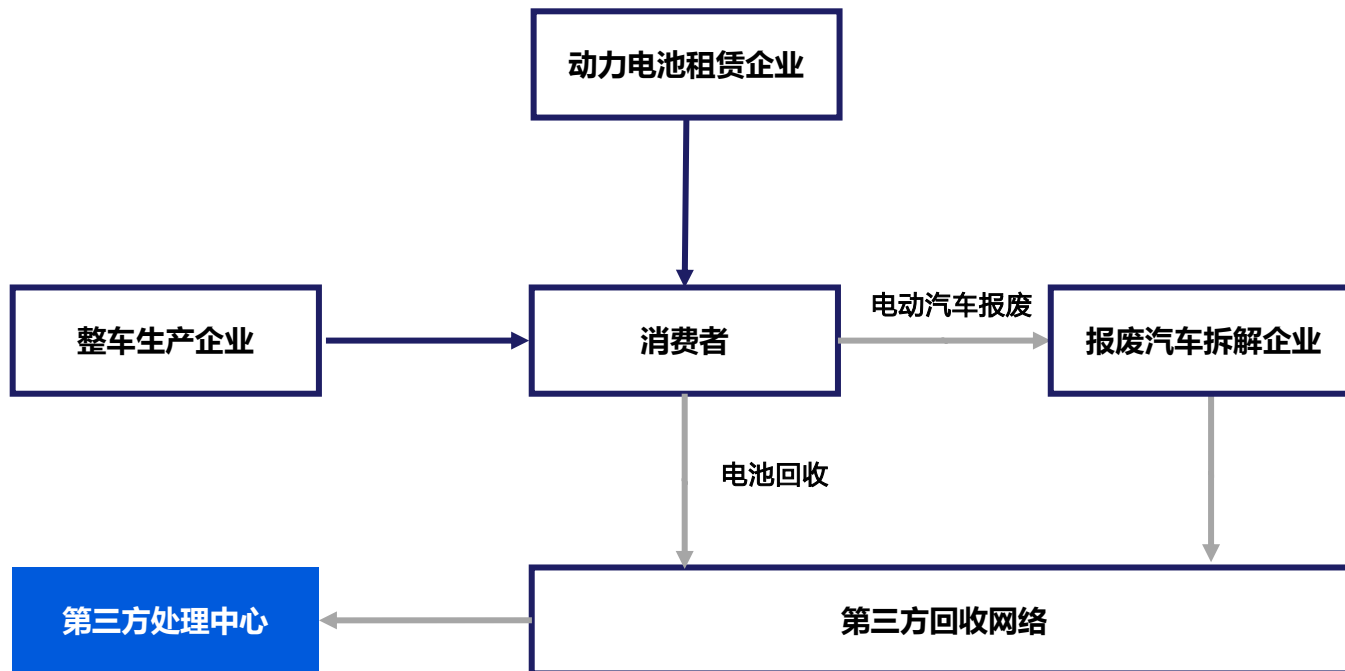 动力电池租赁企业
整车生产企业
消费者
电动汽车报废
报废汽车拆解企业
电池回收
第三方处理中心
第三方回收网络